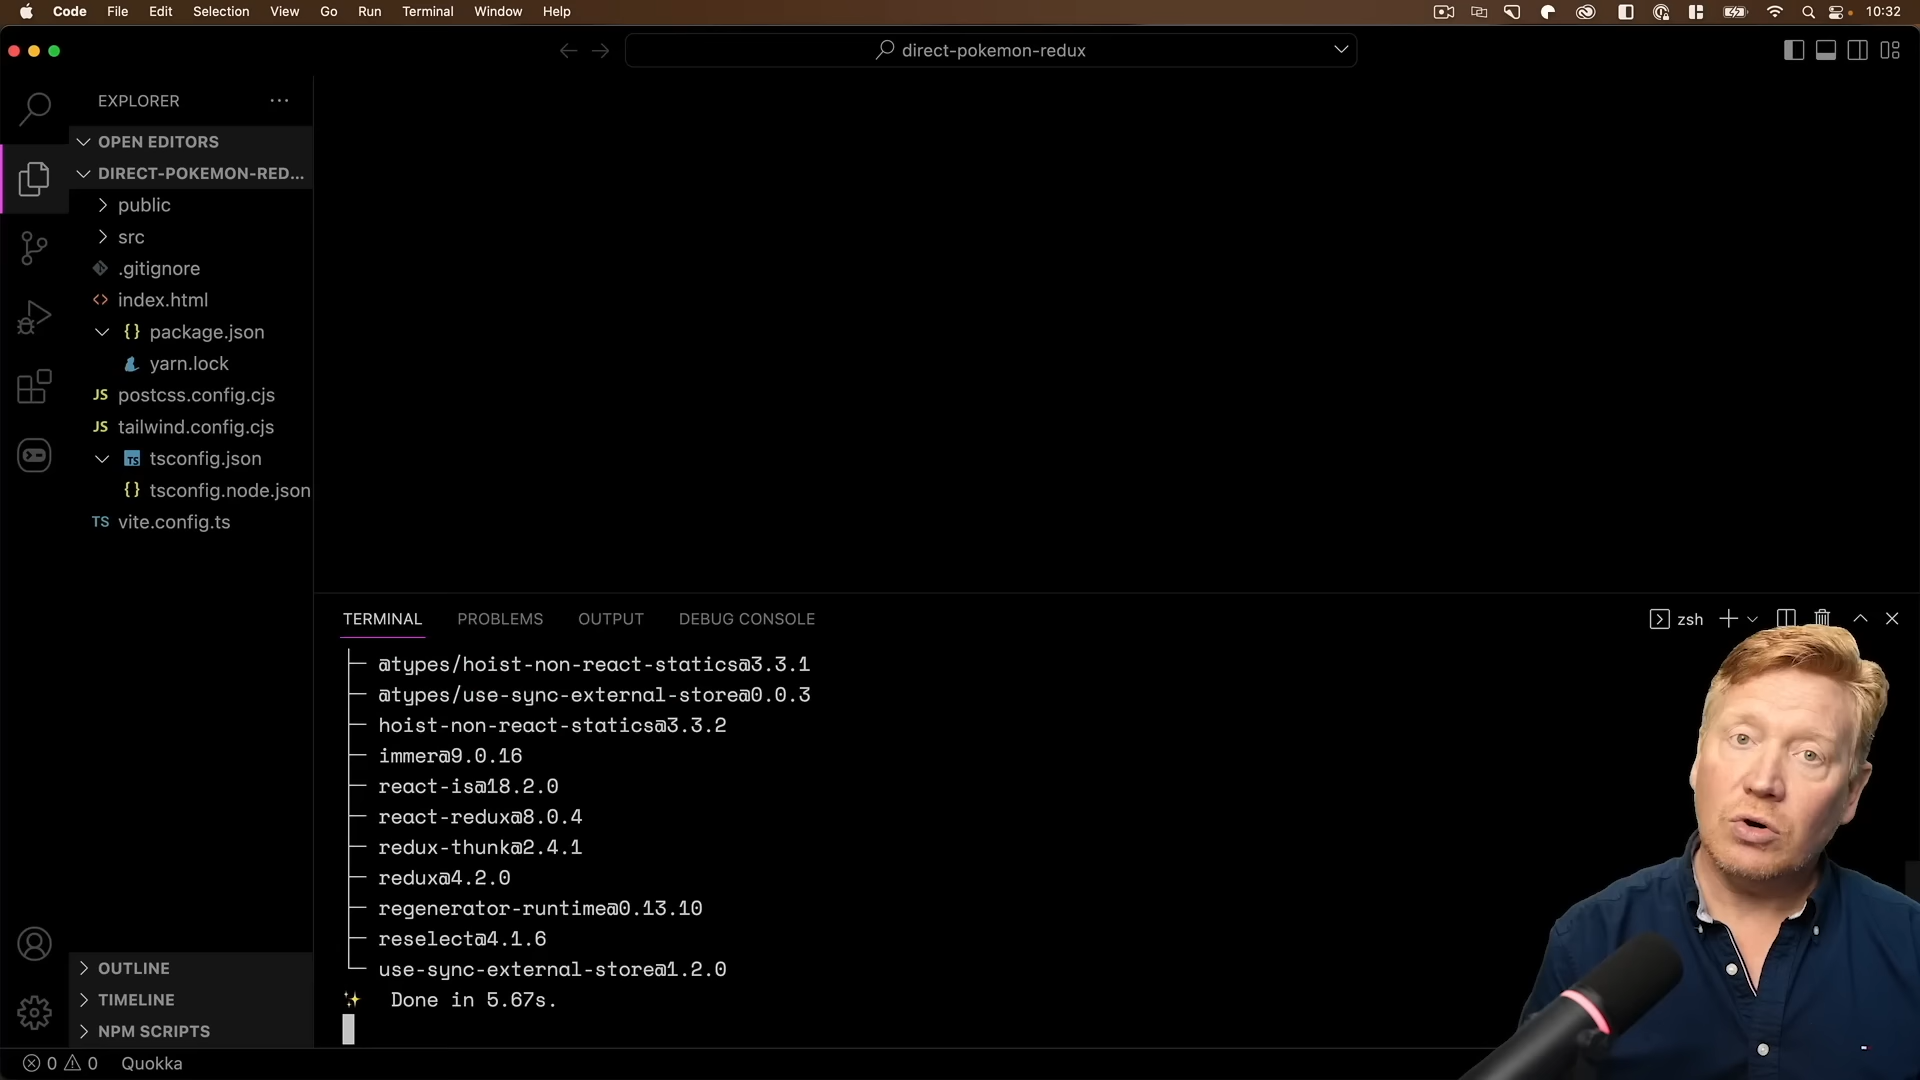 Code File Edit Selection View Go Run Terminal Window Help 10:32
direct-pokemon-redux
EXPLORER
OPEN EDITORS
DIRECT-POKEMON-RED...
public
src
.gitignore
index.html
{} package.json
yarn.lock
JS postcss.config.cjs
JS tailwind.config.cjs
TS tsconfig.json
{} tsconfig.node.json
TS vite.config.ts
OUTLINE
TIMELINE
NPM SCRIPTS
TERMINAL PROBLEMS OUTPUT DEBUG CONSOLE zsh
├─ @types/hoist-non-react-statics@3.3.1
├─ @types/use-sync-external-store@0.0.3
├─ hoist-non-react-statics@3.3.2
├─ immer@9.0.16
├─ react-is@18.2.0
├─ react-redux@8.0.4
├─ redux-thunk@2.4.1
├─ redux@4.2.0
├─ regenerator-runtime@0.13.10
├─ reselect@4.1.6
└─ use-sync-external-store@1.2.0
✨ Done in 5.67s.
0 0 Quokka